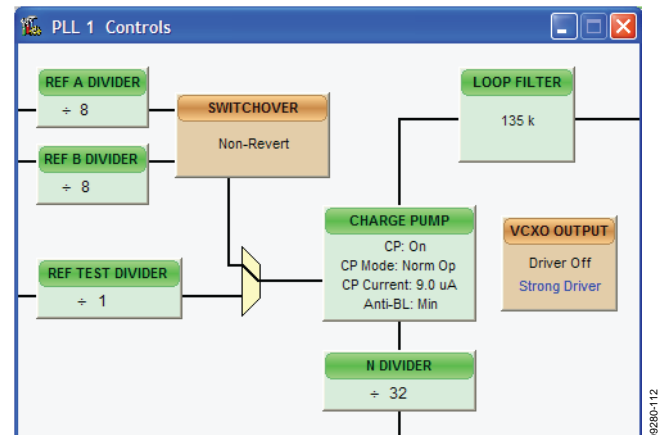 PLL 1 Controls
REF A DIVIDER
÷ 8
SWITCHOVER
Non-Revert
REF B DIVIDER
÷ 8
LOOP FILTER
135 k
REF TEST DIVIDER
÷ 1
CHARGE PUMP
CP: On
CP Mode: Norm Op
CP Current: 9.0 uA
Anti-BL: Min
VCXO OUTPUT
Driver Off
Strong Driver
N DIVIDER
÷ 32
09280-112